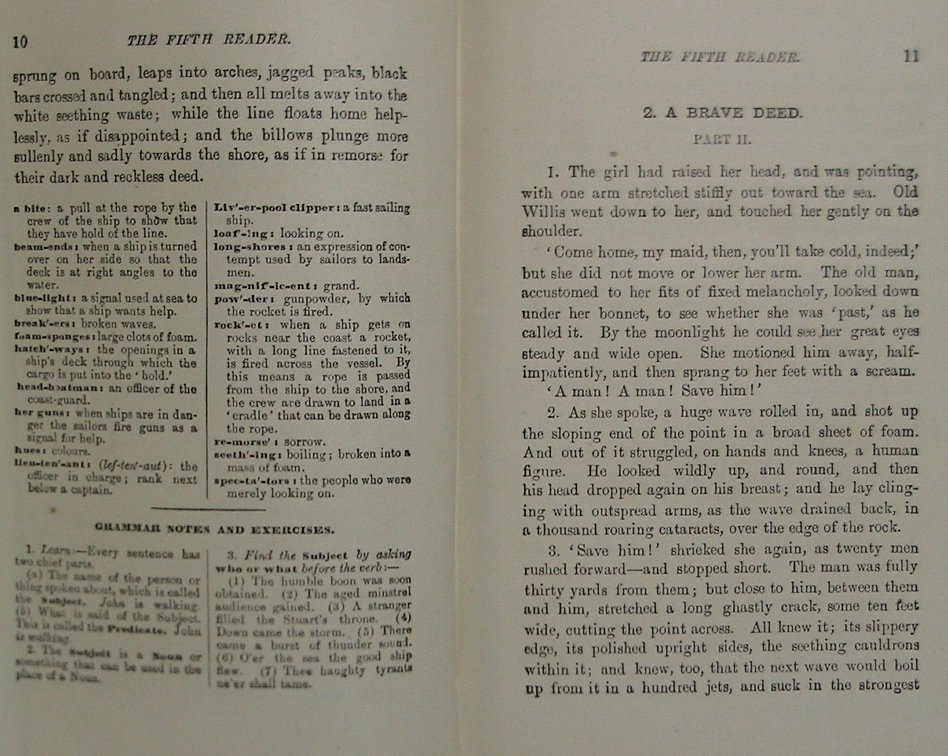 10 THE FIFTH READER.
sprung on board, leaps into arches, jagged peaks, black
bars crossed and tangled; and then all melts away into the
white seething waste; while the line floats home help-
lessly, as if disappointed; and the billows plunge more
sullenly and sadly towards the shore, as if in remorse for
their dark and reckless deed.
a bite: a pull at the rope by the
crew of the ship to show that
they have hold of the line.
beam-ends: when a ship is turned
over on her side so that the
deck is at right angles to the
water.
blue-light: a signal used at sea to
show that a ship wants help.
break'-ers: broken waves.
foam-sponges: large clots of foam.
hatch'-ways: the openings in a
ship's deck through which the
cargo is put into the 'hold.'
head-boatman: an officer of the
coast-guard.
her guns: when ships are in dan-
ger the sailors fire guns as a
signal for help.
hues: colours.
lieu-ten'-ant: (lef-ten'-ant): the
officer in charge; rank next
below a captain.
Liv'-er-pool clipper: a fast sailing
ship.
loaf'-ing: looking on.
long-shores: an expression of con-
tempt used by sailors to lands-
men.
mag-nif'-ic-ent: grand.
pow'-der: gunpowder, by which
the rocket is fired.
rock'-et: when a ship gets on
rocks near the coast a rocket,
with a long line fastened to it,
is fired across the vessel. By
this means a rope is passed
from the ship to the shore, and
the crew are drawn to land in a
'cradle' that can be drawn along
the rope.
re-morse': sorrow.
seeth'-ing: boiling; broken into a
mass of foam.
spec-ta'-tors: the people who were
merely looking on.
GRAMMAR NOTES AND EXERCISES.
1. Learn:—Every sentence has
two chief parts.
(a) The name of the person or
thing spoken about, which is called
the Subject. John is walking.
(b) What is said of the Subject.
This is called the Predicate. John
is walking.
2. The Subject is a Noun or
something that can be used in the
place of a Noun.
3. Find the Subject by asking
who or what before the verb:—
(1) The humble boon was soon
obtained. (2) The aged minstrel
audience gained. (3) A stranger
filled the Stuart's throne. (4)
Down came the storm. (5) There
came a burst of thunder sound.
(6) O'er the sea the good ship
flew. (7) Thee haughty tyrants
ne'er shall tame.
THE FIFTH READER. 11
2. A BRAVE DEED.
PART II.
1. The girl had raised her head, and was pointing,
with one arm stretched stiffly out toward the sea. Old
Willis went down to her, and touched her gently on the
shoulder.
'Come home, my maid, then, you'll take cold, indeed;'
but she did not move or lower her arm. The old man,
accustomed to her fits of fixed melancholy, looked down
under her bonnet, to see whether she was 'past,' as he
called it. By the moonlight he could see her great eyes
steady and wide open. She motioned him away, half-
impatiently, and then sprang to her feet with a scream.
'A man! A man! Save him!'
2. As she spoke, a huge wave rolled in, and shot up
the sloping end of the point in a broad sheet of foam.
And out of it struggled, on hands and knees, a human
figure. He looked wildly up, and round, and then
his head dropped again on his breast; and he lay cling-
ing with outspread arms, as the wave drained back, in
a thousand roaring cataracts, over the edge of the rock.
3. 'Save him!' shrieked she again, as twenty men
rushed forward—and stopped short. The man was fully
thirty yards from them; but close to him, between them
and him, stretched a long ghastly crack, some ten feet
wide, cutting the point across. All knew it; its slippery
edge, its polished upright sides, the seething cauldrons
within it; and knew, too, that the next wave would boil
up from it in a hundred jets, and suck in the strongest